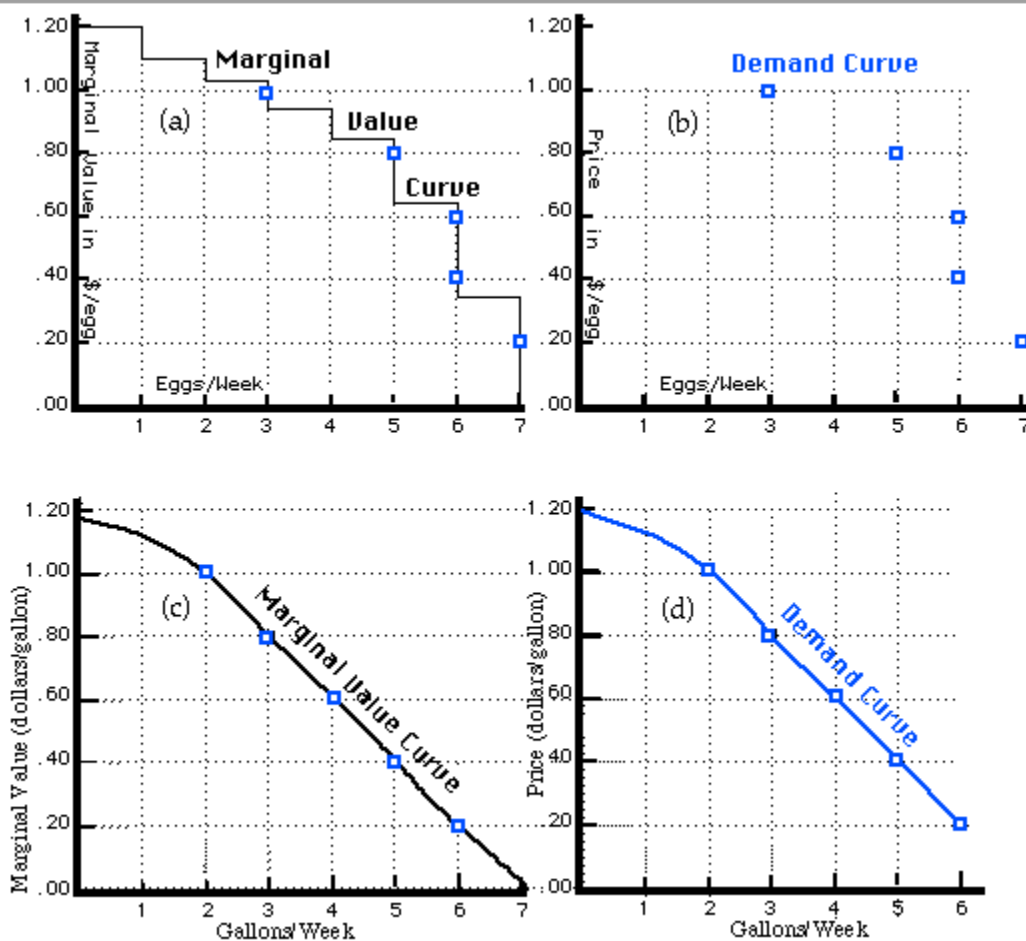 1.20
1.00
.80
.60
.40
.20
.00
Marginal Value in $/egg
(a)
Marginal
Value
Curve
Eggs/Week
1 2 3 4 5 6 7
1.20
1.00
.80
.60
.40
.20
.00
Price in $/egg
(b)
Demand Curve
Eggs/Week
1 2 3 4 5 6 7
1.20
1.00
.80
.60
.40
.20
.00
Marginal Value (dollars/gallon)
(c)
Marginal Value Curve
1 2 3 4 5 6 7
Gallons/Week
1.20
1.00
.80
.60
.40
.20
.00
Price (dollars/gallon)
(d)
Demand Curve
1 2 3 4 5 6
Gallons/Week